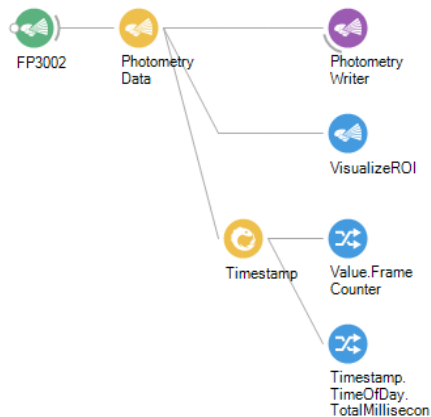 FP3002
Photometry
Data
Photometry
Writer
VisualizeROI
Timestamp
Value.Frame
Counter
Timestamp.
TimeOfDay.
TotalMillisecon